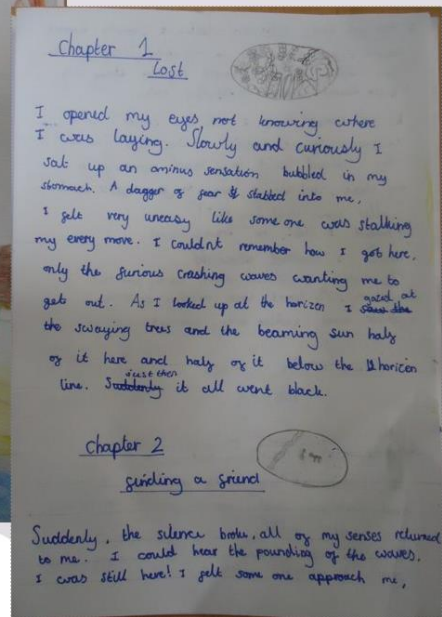 Chapter 1
Lost
I opened my eyes not knowing where
I was laying. Slowly and curiously I
sat up an aminus sensation bubbled in my
stomach. A dagger of fear stabbed into me,
I felt very uneasy like some one was stalking
my every move. I couldnt remember how I got here,
only the furious crashing waves wanting me to
get out. As I looked up at the horizen I gazed at
the swaying trees and the beaming sun half
of it here and half of it below the horizen
line. just then it all went black.
Chapter 2
finding a friend
Suddenly, the silence broke, all of my senses returned
to me. I could hear the pounding of the waves.
I was still here! I felt some one approach me,